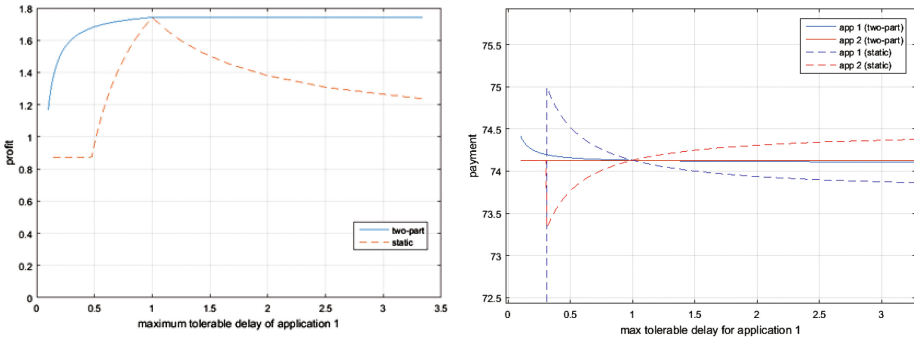 1.8
1.6
1.4
1.2
1
0.8
0.6
0.4
0.2
0
profit
0 0.5 1 1.5 2 2.5 3 3.5
maximum tolerable delay of application 1
two-part
static
75.5
75
74.5
74
73.5
73
72.5
payment
0 0.5 1 1.5 2 2.5 3
max tolerable delay for application 1
app 1 (two-part)
app 2 (two-part)
app 1 (static)
app 2 (static)